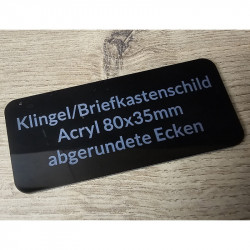 Klingel/Briefkastenschild
Acryl 80x35mm
abgerundete Ecken